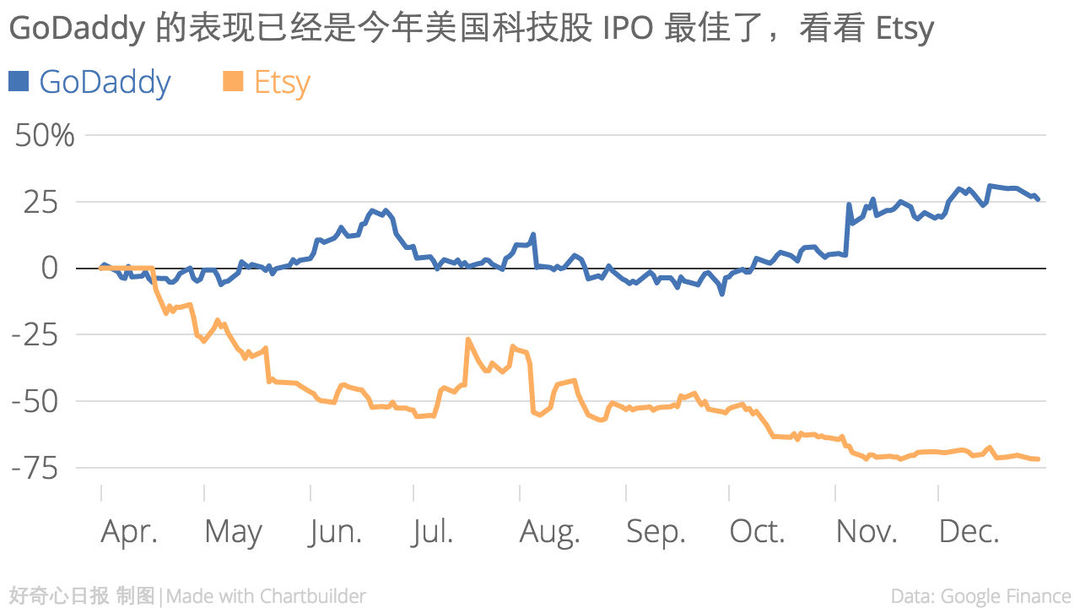 GoDaddy 的表现已经是今年美国科技股 IPO 最佳了，看看 Etsy
GoDaddy Etsy
50%
25
0
-25
-50
-75
Apr. May Jun. Jul. Aug. Sep. Oct. Nov. Dec.
好奇心日报 制图|Made with Chartbuilder Data: Google Finance